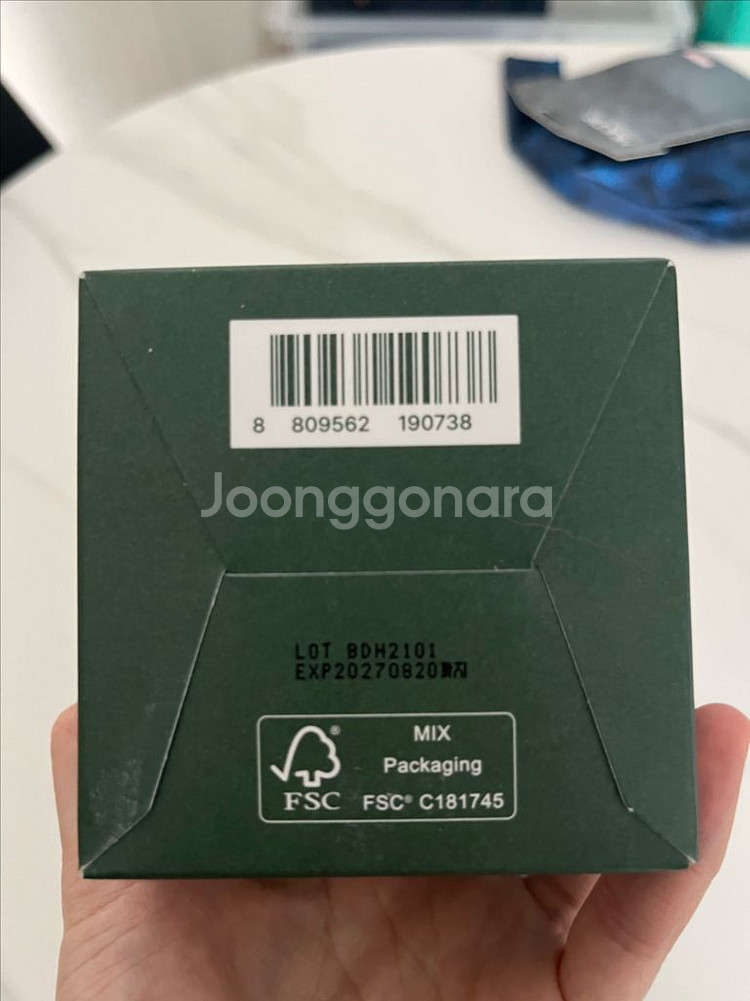 8 809562 190738
Joonggonara
LOT BDH2101
EXP20270820까지
MIX
Packaging
FSC® C181745
®
FSC